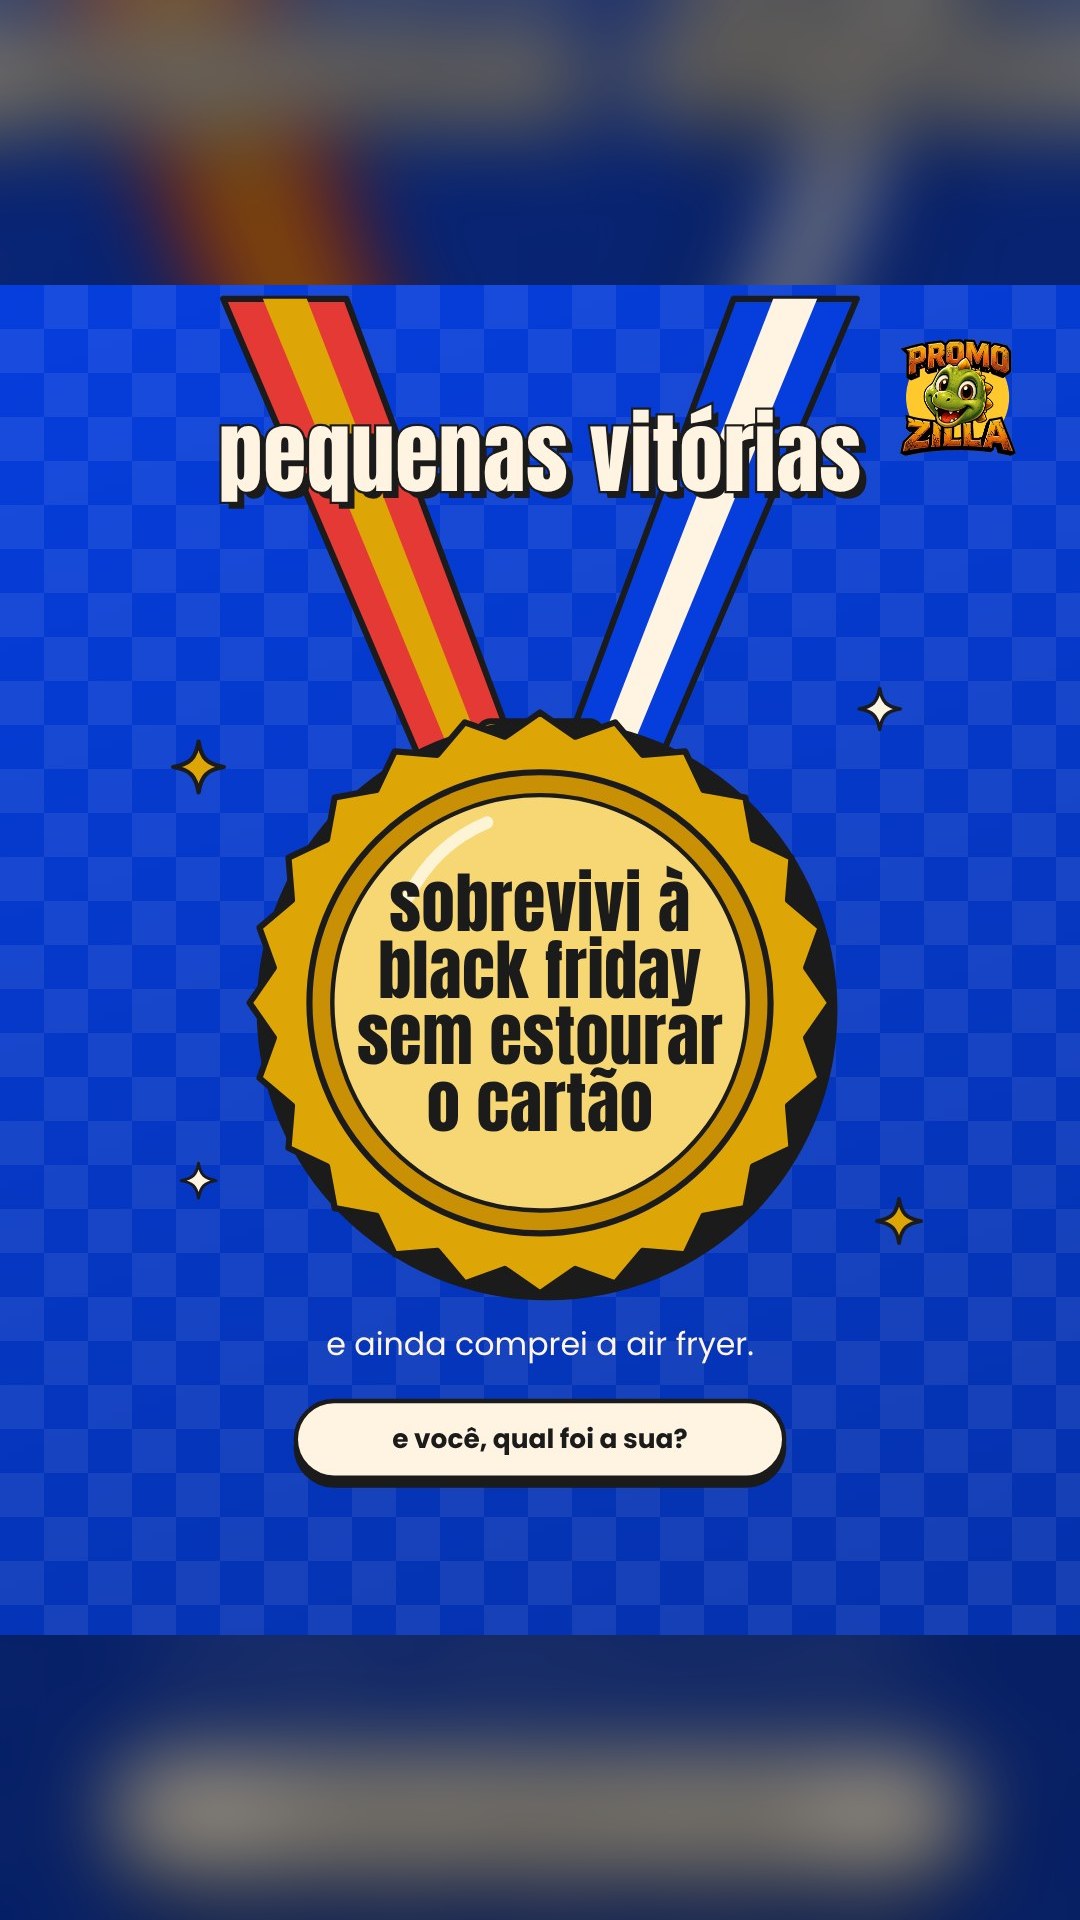 PROMO
ZILLA
pequenas vitórias
sobrevivi à
black friday
sem estourar
o cartão
e ainda comprei a air fryer.
e você, qual foi a sua?